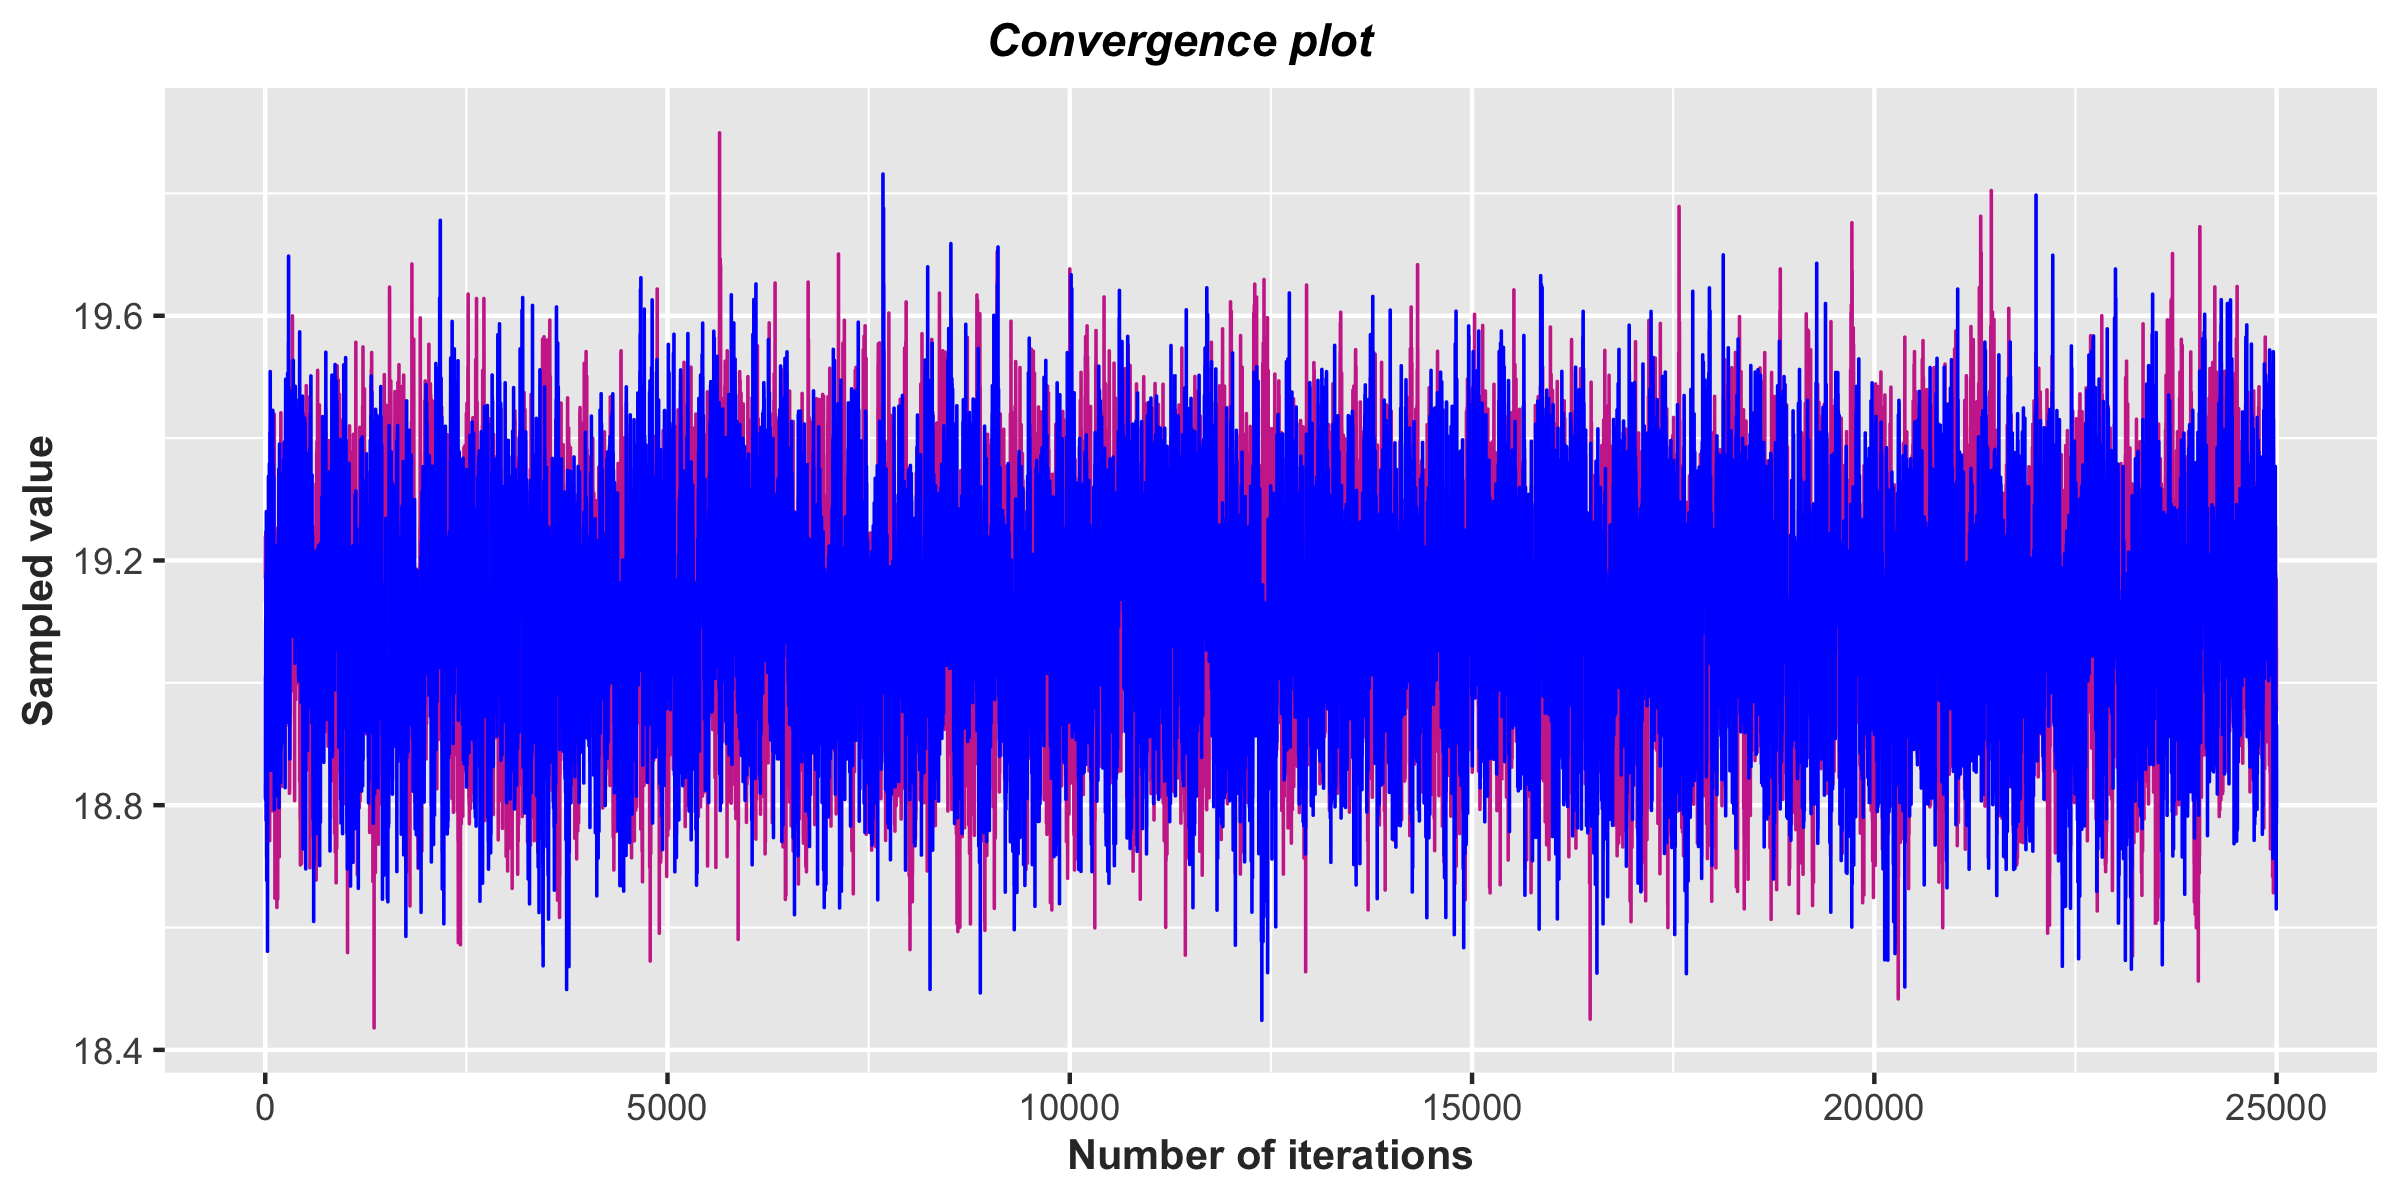 Convergence plot
Sampled value
19.6
19.2
18.8
18.4
0 5000 10000 15000 20000 25000
Number of iterations